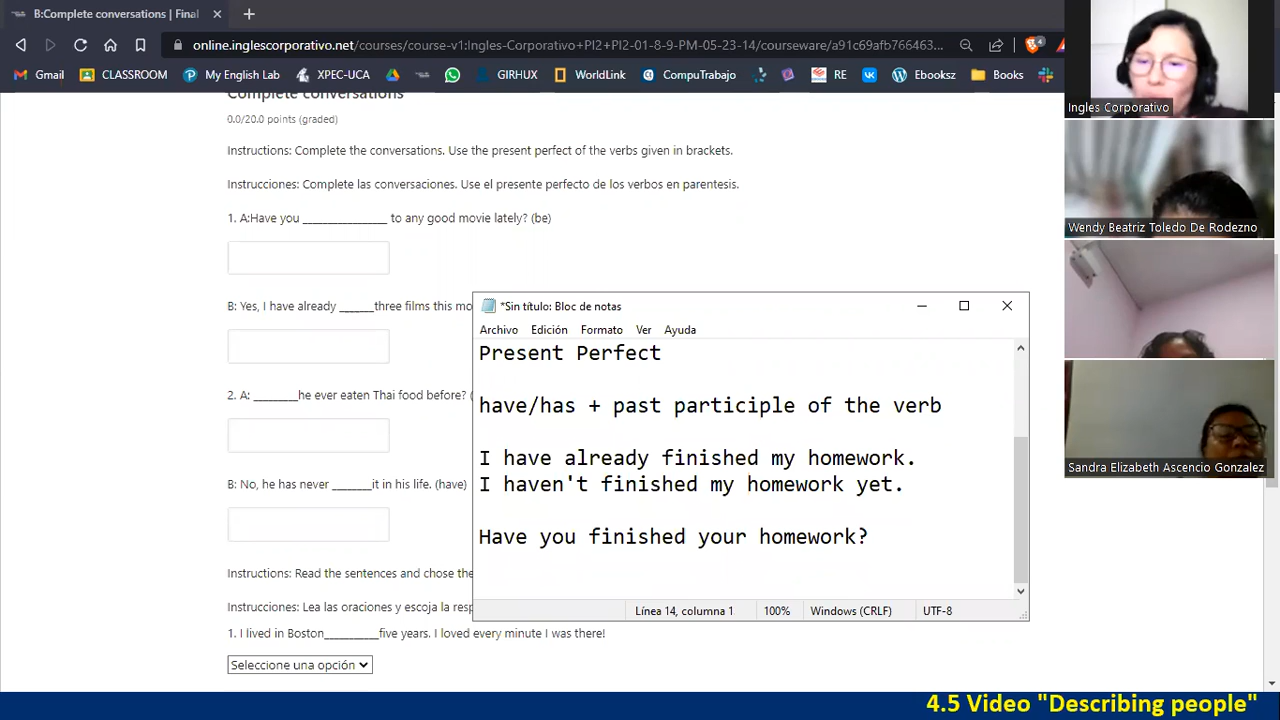 B:Complete conversations | Final
online.inglescorporativo.net/courses/course-v1:Ingles-Corporativo+PI2+PI2-01-8-9-PM-05-23-14/courseware/a91c69afb766463...
4
Gmail
CLASSROOM
My English Lab
XPEC-UCA
GIRHUX
WorldLink
CompuTrabajo
RE
Ebooksz
Books
Complete conversations
0.0/20.0 points (graded)
Instructions: Complete the conversations. Use the present perfect of the verbs given in brackets.
Instrucciones: Complete las conversaciones. Use el presente perfecto de los verbos en parentesis.
1. A:Have you ________________ to any good movie lately? (be)
B: Yes, I have already _______three films this mo
2. A: _________he ever eaten Thai food before? (
B: No, he has never ________it in his life. (have)
Instructions: Read the sentences and chose the
Instrucciones: Lea las oraciones y escoja la resp
1. I lived in Boston___________five years. I loved every minute I was there!
Seleccione una opción
*Sin título: Bloc de notas
Archivo Edición Formato Ver Ayuda
Present Perfect
have/has + past participle of the verb
I have already finished my homework.
I haven't finished my homework yet.
Have you finished your homework?
Línea 14, columna 1 100% Windows (CRLF) UTF-8
Ingles Corporativo
Wendy Beatriz Toledo De Rodezno
Sandra Elizabeth Ascencio Gonzalez
4.5 Video "Describing people"